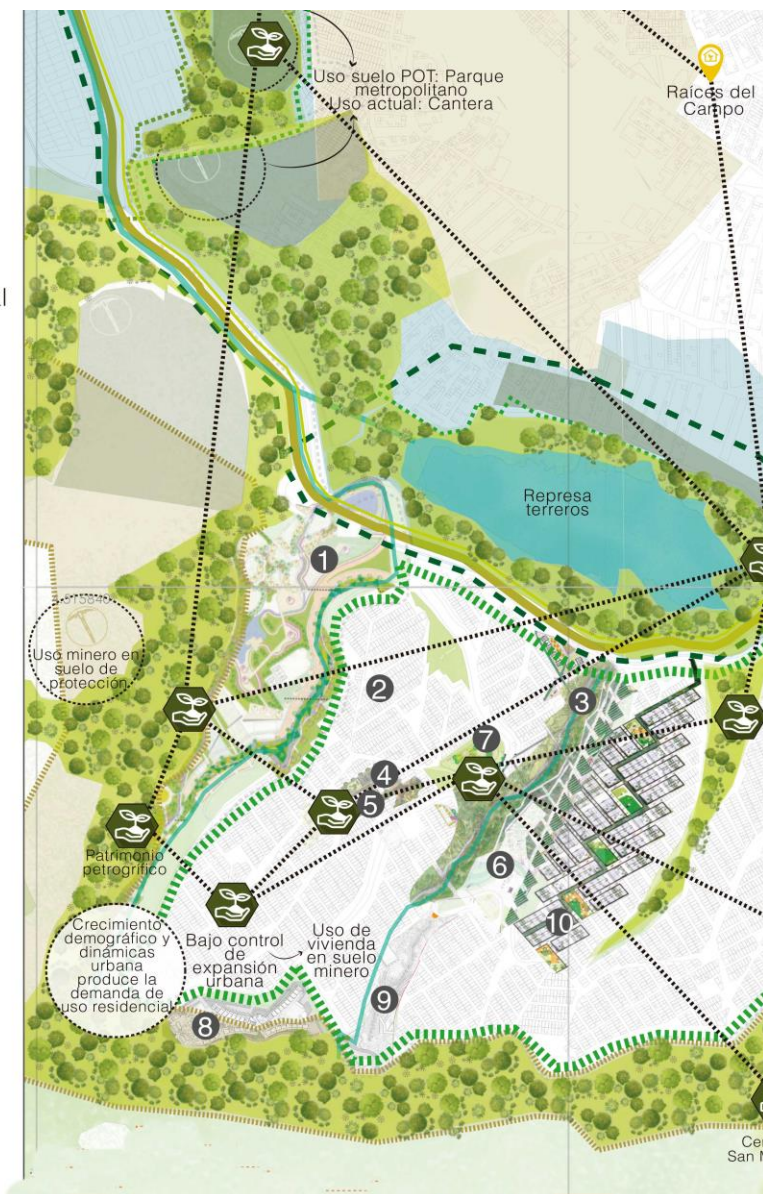 Uso suelo POT: Parque
metropolitano
Uso actual: Cantera
Raíces del
Campo
Represa
terreros
1
Uso minero en
suelo de
protección
2
3
7
4
5
6
Patrimonio
petrogrífico
10
Crecimiento
demográfico y
dinámicas
urbana
produce la
demanda de
uso residencial
Bajo control
de
expansión
urbana
Uso de
vivienda
en suelo
minero
9
8